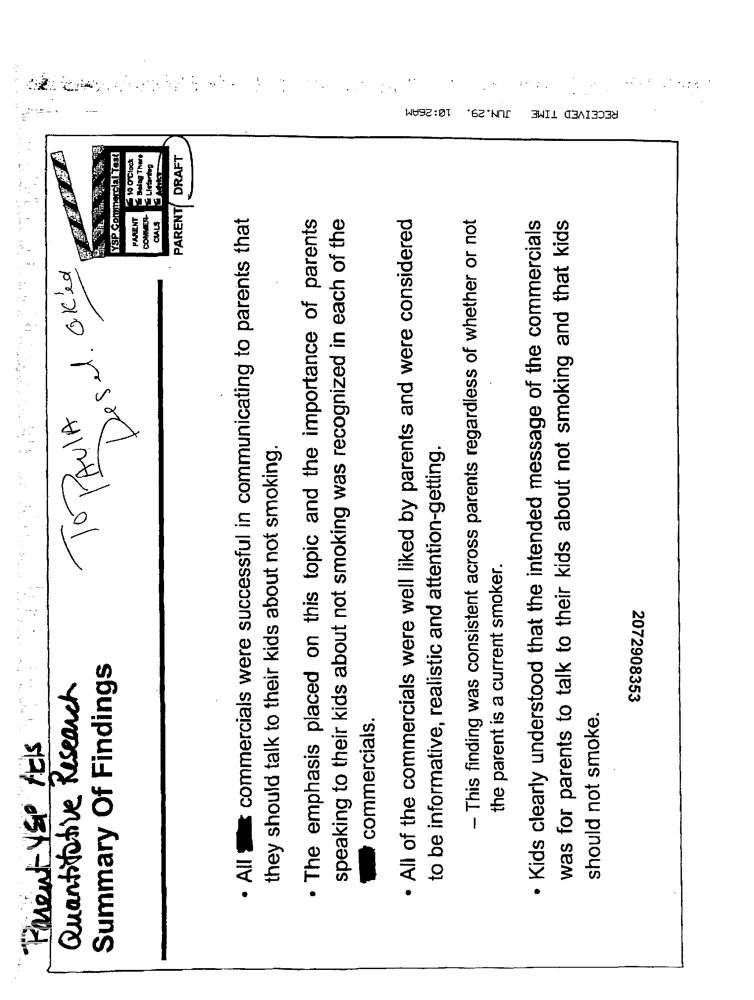 RECEIVED TIME JUN.29. 10:26AM
Parent-YSP Ads
Quantitative Research
Summary Of Findings
TO PAULA
Desel. OK'ed
YSP Commercial Test
PARENT
COMMER-
CIALS
10 O'Clock
Being There
Listening
PARENT DRAFT
• All commercials were successful in communicating to parents that
they should talk to their kids about not smoking.
• The emphasis placed on this topic and the importance of parents
speaking to their kids about not smoking was recognized in each of the
commercials.
• All of the commercials were well liked by parents and were considered
to be informative, realistic and attention-getting.
– This finding was consistent across parents regardless of whether or not
the parent is a current smoker.
• Kids clearly understood that the intended message of the commercials
was for parents to talk to their kids about not smoking and that kids
should not smoke.
2072908353